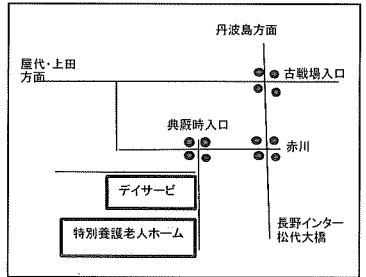 丹波島方面
屋代・上田
方面
古戦場入口
典厩時入口
赤川
デイサービ
特別養護老人ホーム
長野インター
松代大橋